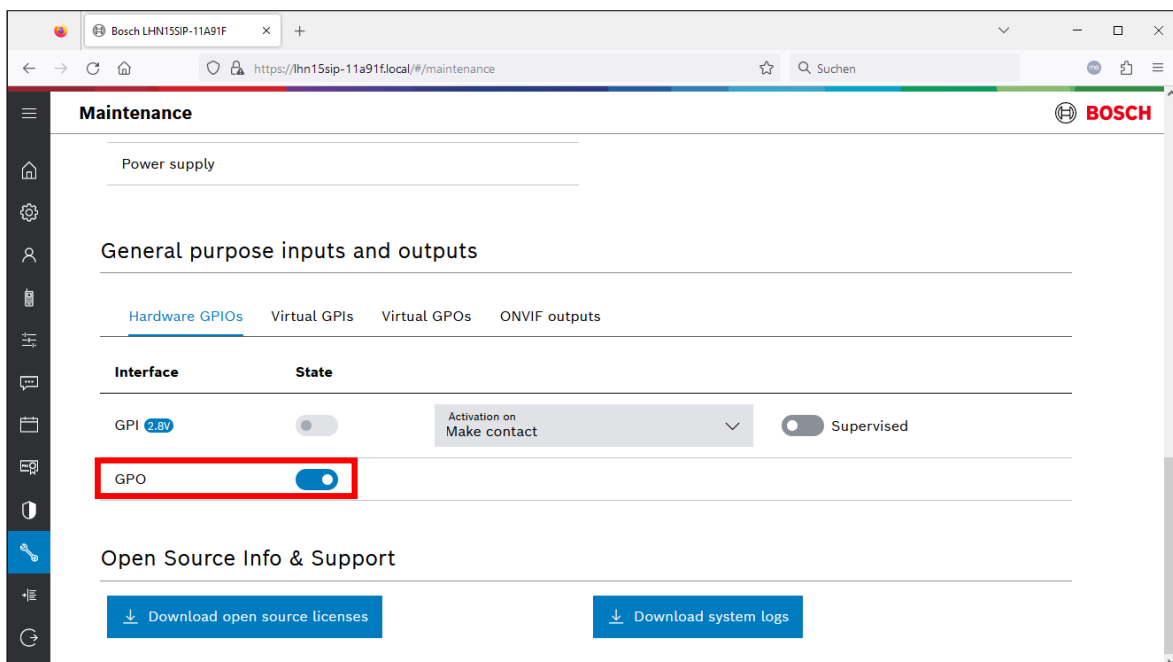 Bosch LHN15SIP-11A91F
https://lhn15sip-11a91f.local/#/maintenance
Suchen
me
Maintenance
BOSCH
Power supply
General purpose inputs and outputs
Hardware GPIOs Virtual GPIs Virtual GPOs ONVIF outputs
Interface State
GPI 2.8V
Activation on
Make contact
Supervised
GPO
Open Source Info & Support
Download open source licenses Download system logs